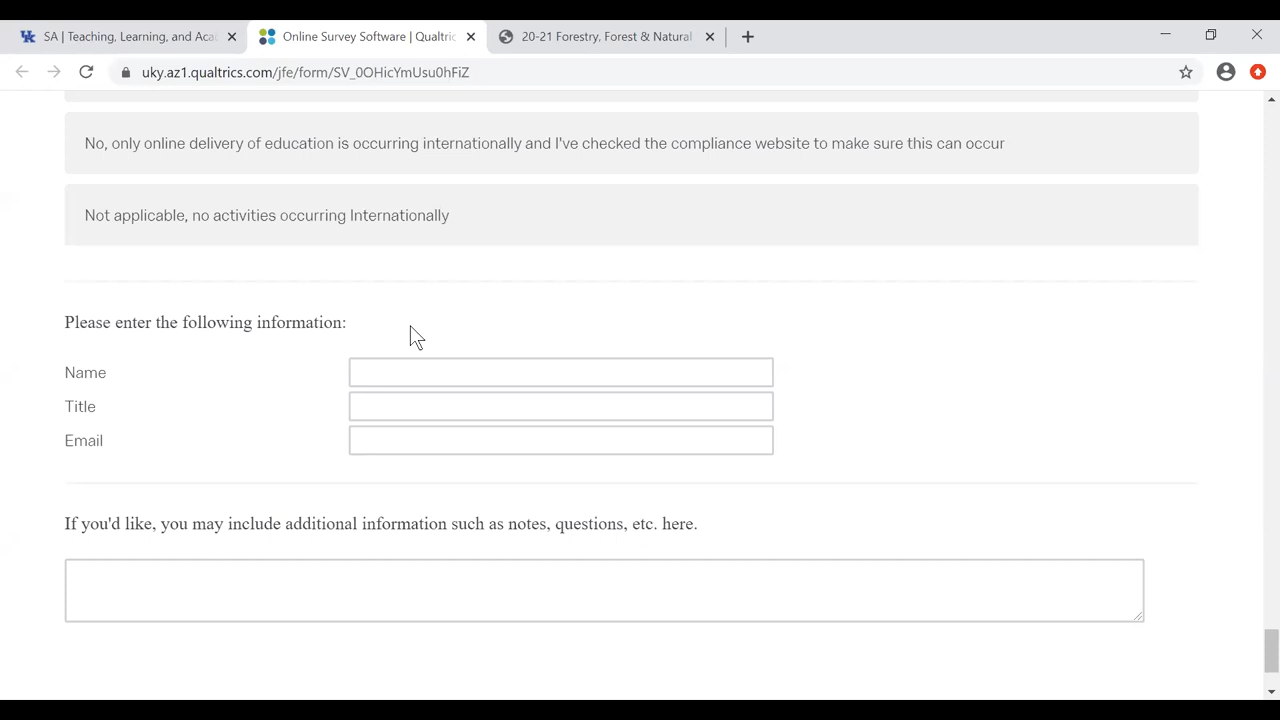 SA | Teaching, Learning, and Aca
Online Survey Software | Qualtric
20-21 Forestry, Forest & Natural
uky.az1.qualtrics.com/jfe/form/SV_0OHicYmUsu0hFiZ
No, only online delivery of education is occurring internationally and I've checked the compliance website to make sure this can occur
Not applicable, no activities occurring Internationally
Please enter the following information:
Name
Title
Email
If you'd like, you may include additional information such as notes, questions, etc. here.